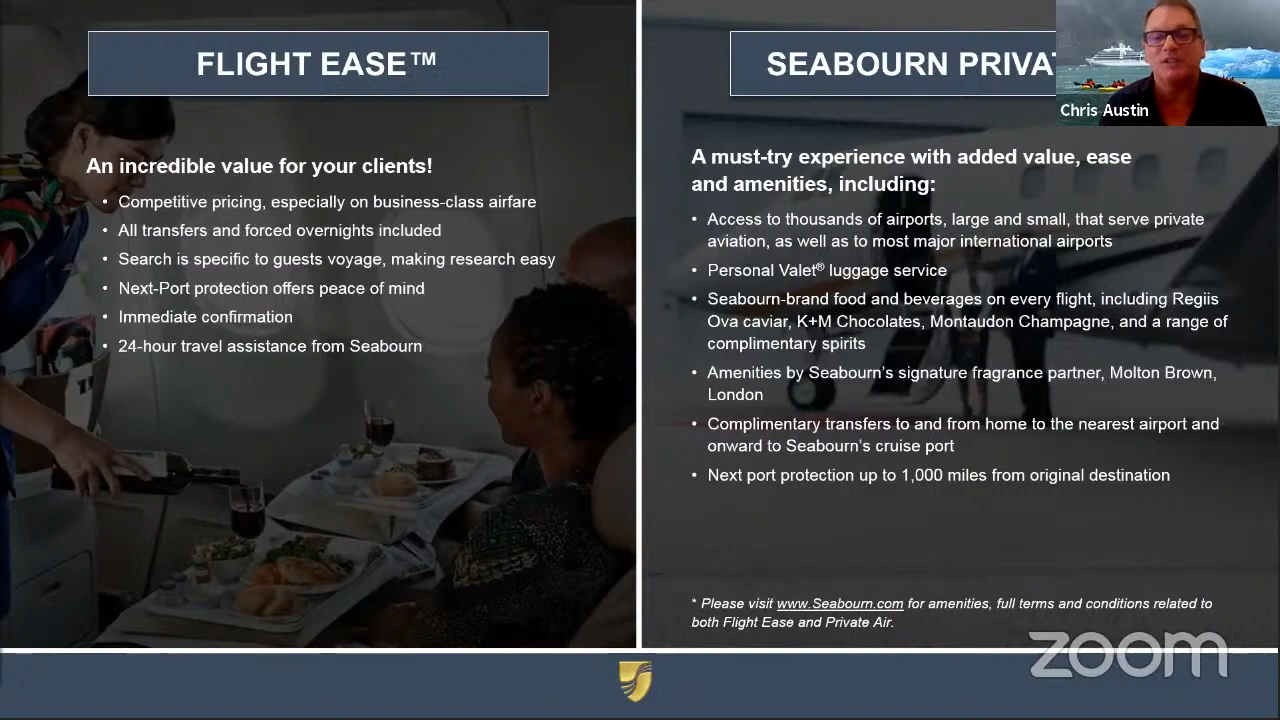 FLIGHT EASE™
An incredible value for your clients!
• Competitive pricing, especially on business-class airfare
• All transfers and forced overnights included
• Search is specific to guests voyage, making research easy
• Next-Port protection offers peace of mind
• Immediate confirmation
• 24-hour travel assistance from Seabourn
SEABOURN PRIVAT
Chris Austin
A must-try experience with added value, ease
and amenities, including:
• Access to thousands of airports, large and small, that serve private
aviation, as well as to most major international airports
• Personal Valet® luggage service
• Seabourn-brand food and beverages on every flight, including Regiis
Ova caviar, K+M Chocolates, Montaudon Champagne, and a range of
complimentary spirits
• Amenities by Seabourn's signature fragrance partner, Molton Brown,
London
• Complimentary transfers to and from home to the nearest airport and
onward to Seabourn's cruise port
• Next port protection up to 1,000 miles from original destination
* Please visit www.Seabourn.com for amenities, full terms and conditions related to
both Flight Ease and Private Air.
zoom